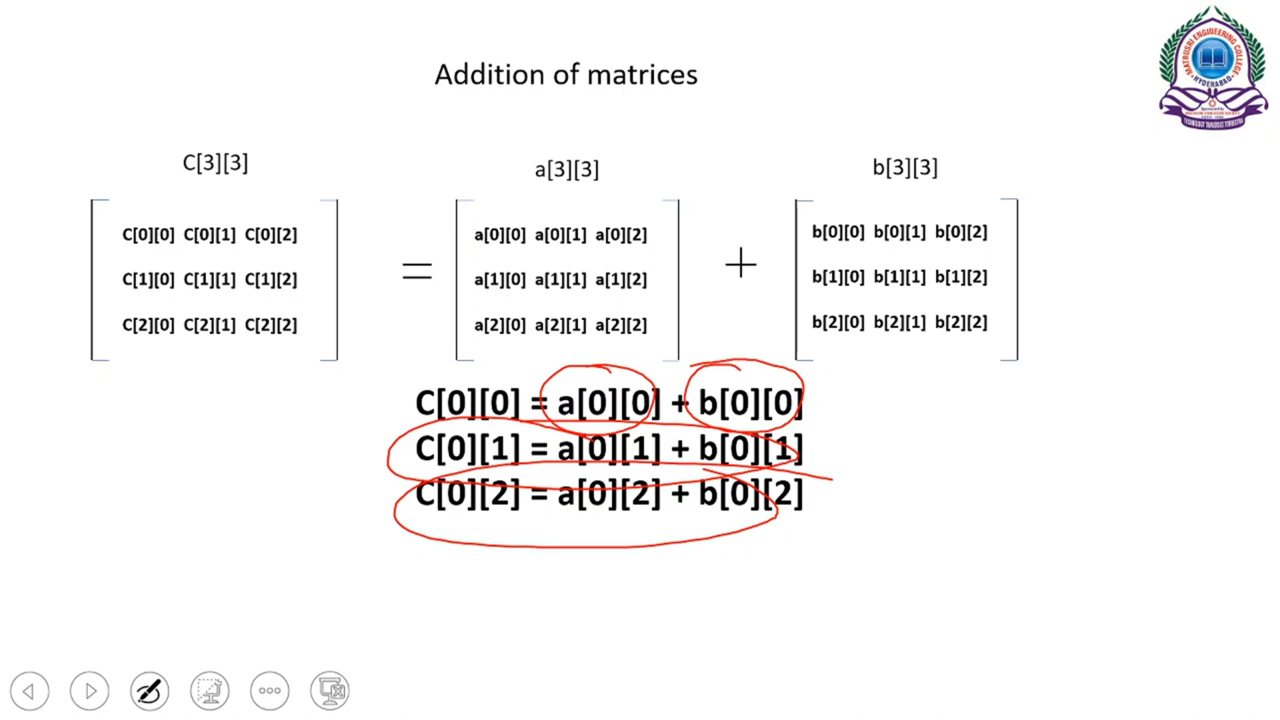 Addition of matrices
MATRUSRI ENGINEERING COLLEGE
HYDERABAD
C[3][3]
a[3][3]
b[3][3]
C[0][0] C[0][1] C[0][2]
C[1][0] C[1][1] C[1][2]
C[2][0] C[2][1] C[2][2]
=
a[0][0] a[0][1] a[0][2]
a[1][0] a[1][1] a[1][2]
a[2][0] a[2][1] a[2][2]
+
b[0][0] b[0][1] b[0][2]
b[1][0] b[1][1] b[1][2]
b[2][0] b[2][1] b[2][2]
C[0][0] = a[0][0] + b[0][0]
C[0][1] = a[0][1] + b[0][1]
C[0][2] = a[0][2] + b[0][2]